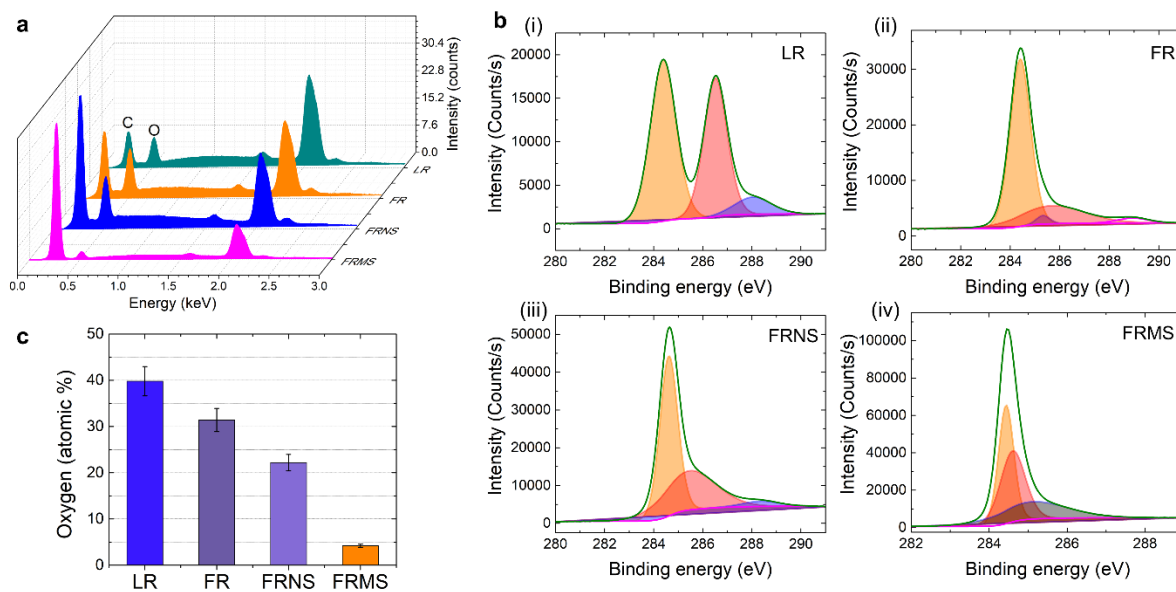 a
C
O
30.4
22.8
15.2
7.6
0.0
Intensity (counts)
LR
FR
FRNS
FRMS
0.0 0.5 1.0 1.5 2.0 2.5 3.0
Energy (keV)
b
(i)
LR
20000
15000
10000
5000
0
Intensity (Counts/s)
280 282 284 286 288 290
Binding energy (eV)
(ii)
FR
30000
20000
10000
0
Intensity (Counts/s)
280 282 284 286 288 290
Binding energy (eV)
(iii)
FRNS
50000
40000
30000
20000
10000
0
Intensity (Counts/s)
280 282 284 286 288 290
Binding energy (eV)
(iv)
FRMS
100000
80000
60000
40000
20000
0
Intensity (Counts/s)
282 284 286 288
Binding energy (eV)
c
50
40
30
20
10
0
Oxygen (atomic %)
LR FR FRNS FRMS